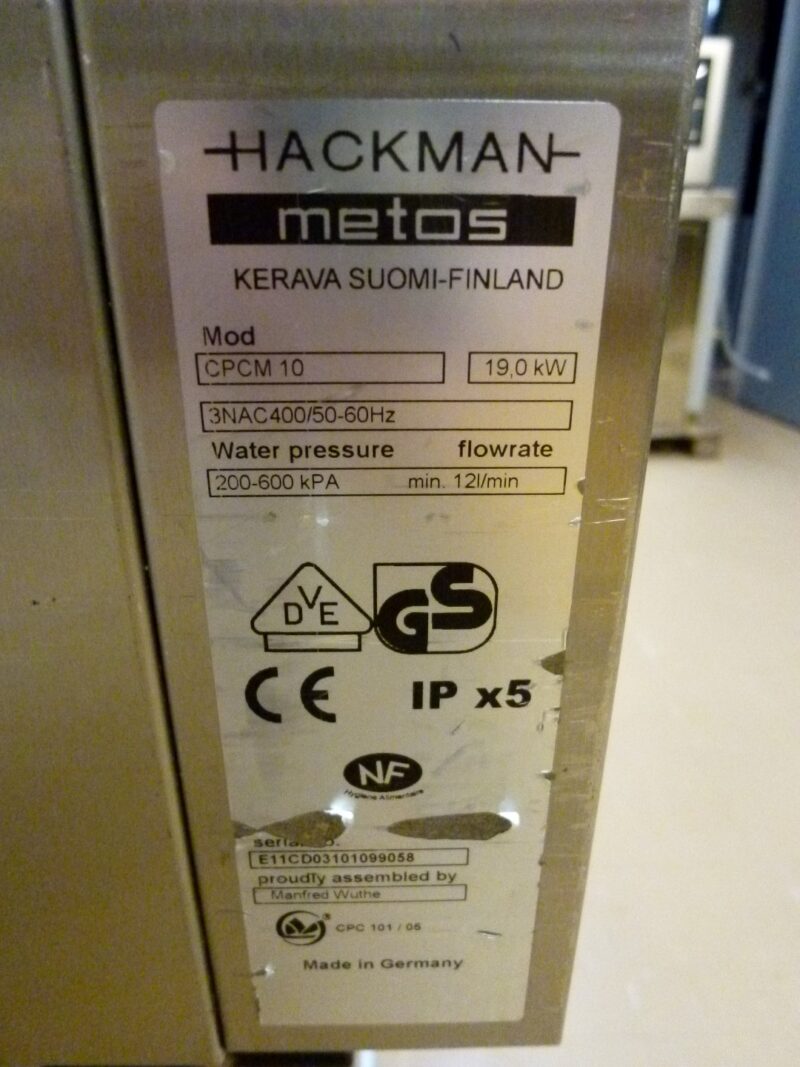 HACKMAN
metos
KERAVA SUOMI-FINLAND
Mod
CPCM 10 19,0 kW
3NAC400/50-60Hz
Water pressure flowrate
200-600 kPA min. 12l/min
DVE GS
CE IP x5
NF
Hygiène Alimentaire
E11CD03101099058
proudly assembled by
Manfred Wuthe
® CPC 101 / 05
Made in Germany